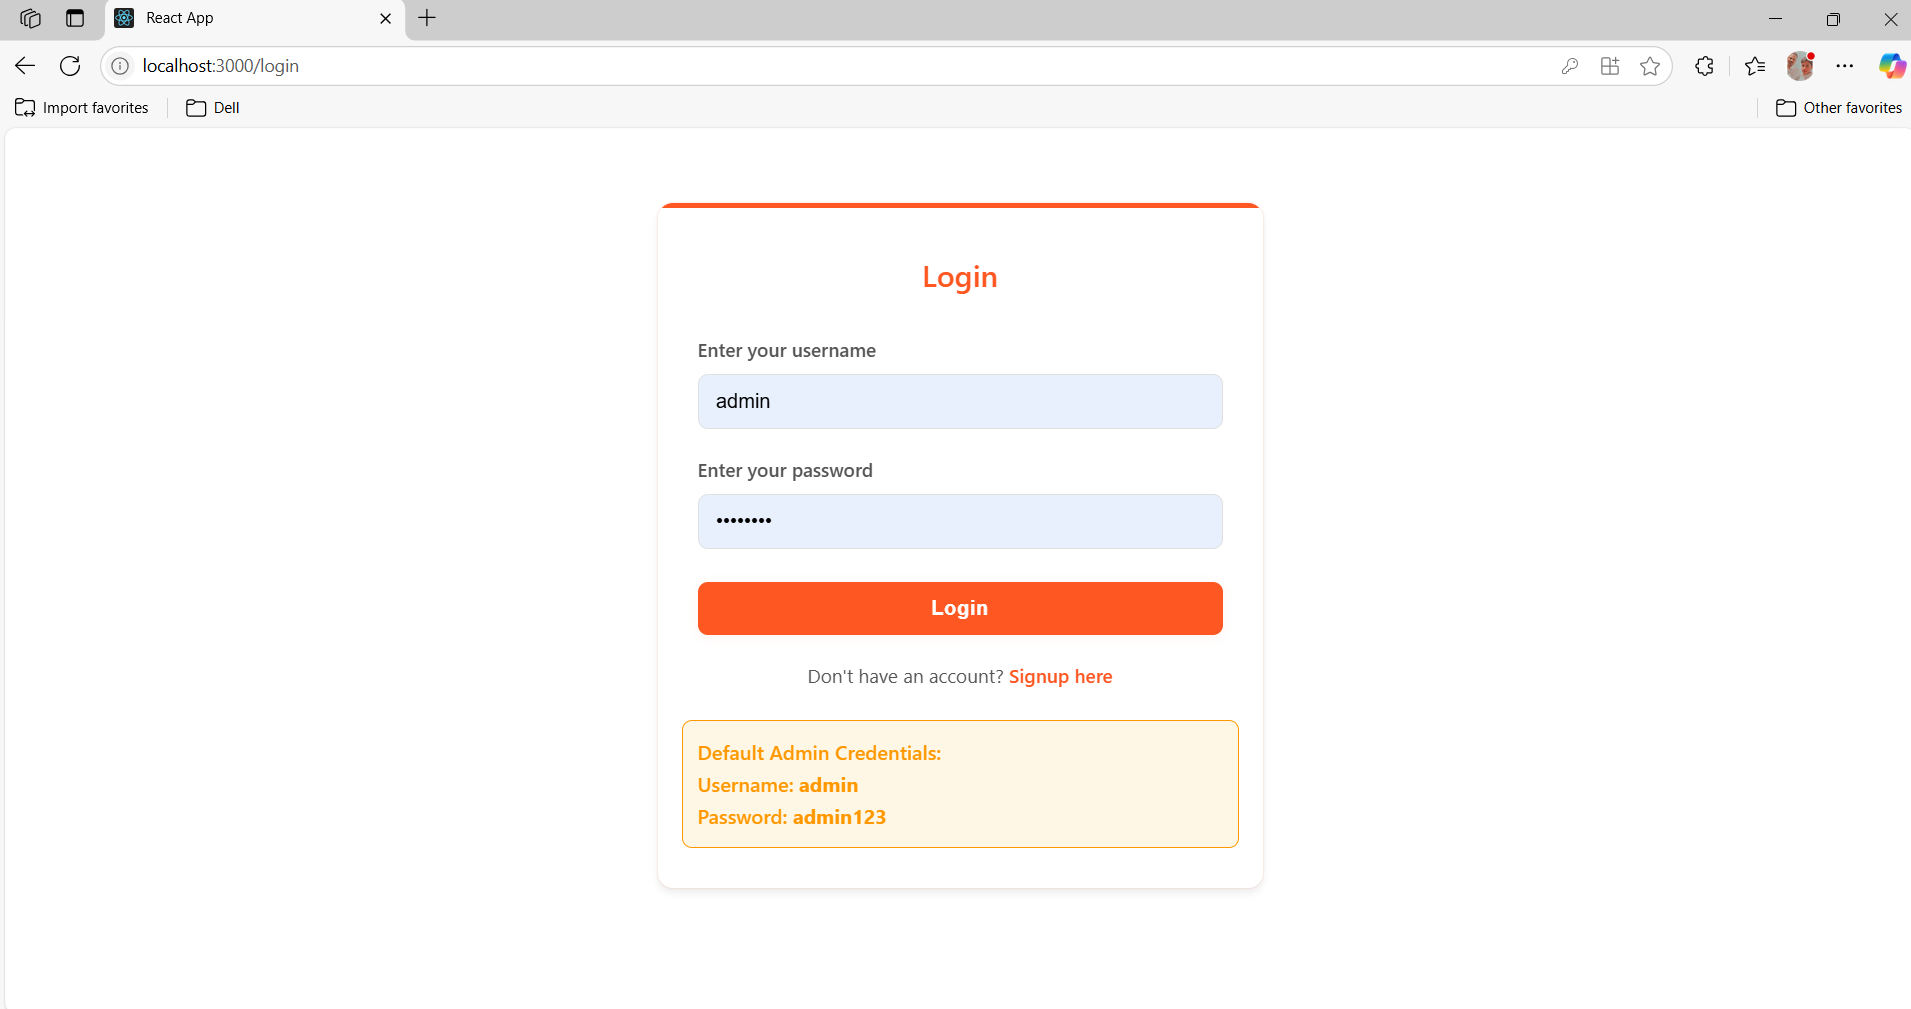 React App
localhost:3000/login
Import favorites
Dell
Other favorites
Login
Enter your username
admin
Enter your password
••••••••
Login
Don't have an account? Signup here
Default Admin Credentials:
Username: admin
Password: admin123